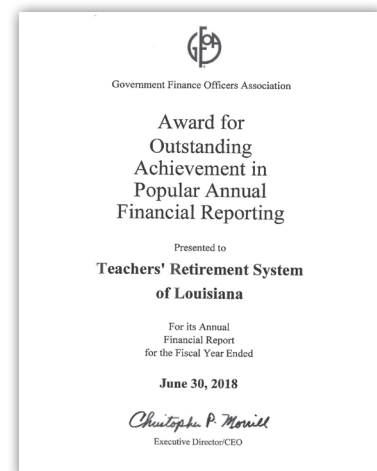 GFOA
Government Finance Officers Association
Award for
Outstanding
Achievement in
Popular Annual
Financial Reporting
Presented to
Teachers' Retirement System
of Louisiana
For its Annual
Financial Report
for the Fiscal Year Ended
June 30, 2018
Christopher P. Morrill
Executive Director/CEO